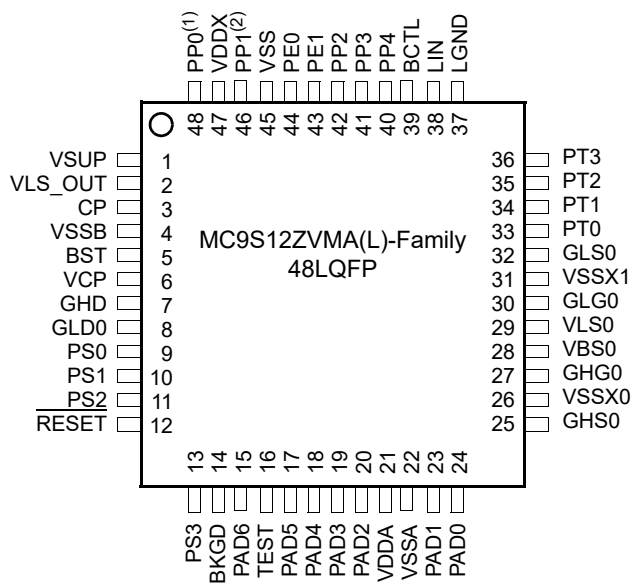 PP0(1)
VDDX
PP1(2)
VSS
PE0
PE1
PP2
PP3
PP4
BCTL
LIN
LGND
48
47
46
45
44
43
42
41
40
39
38
37
VSUP 1
VLS_OUT 2
CP 3
VSSB 4
BST 5
VCP 6
GHD 7
GLD0 8
PS0 9
PS1 10
PS2 11
RESET 12
MC9S12ZVMA(L)-Family
48LQFP
36 PT3
35 PT2
34 PT1
33 PT0
32 GLS0
31 VSSX1
30 GLG0
29 VLS0
28 VBS0
27 GHG0
26 VSSX0
25 GHS0
13
14
15
16
17
18
19
20
21
22
23
24
PS3
BKGD
PAD6
TEST
PAD5
PAD4
PAD3
PAD2
VDDA
VSSA
PAD1
PAD0